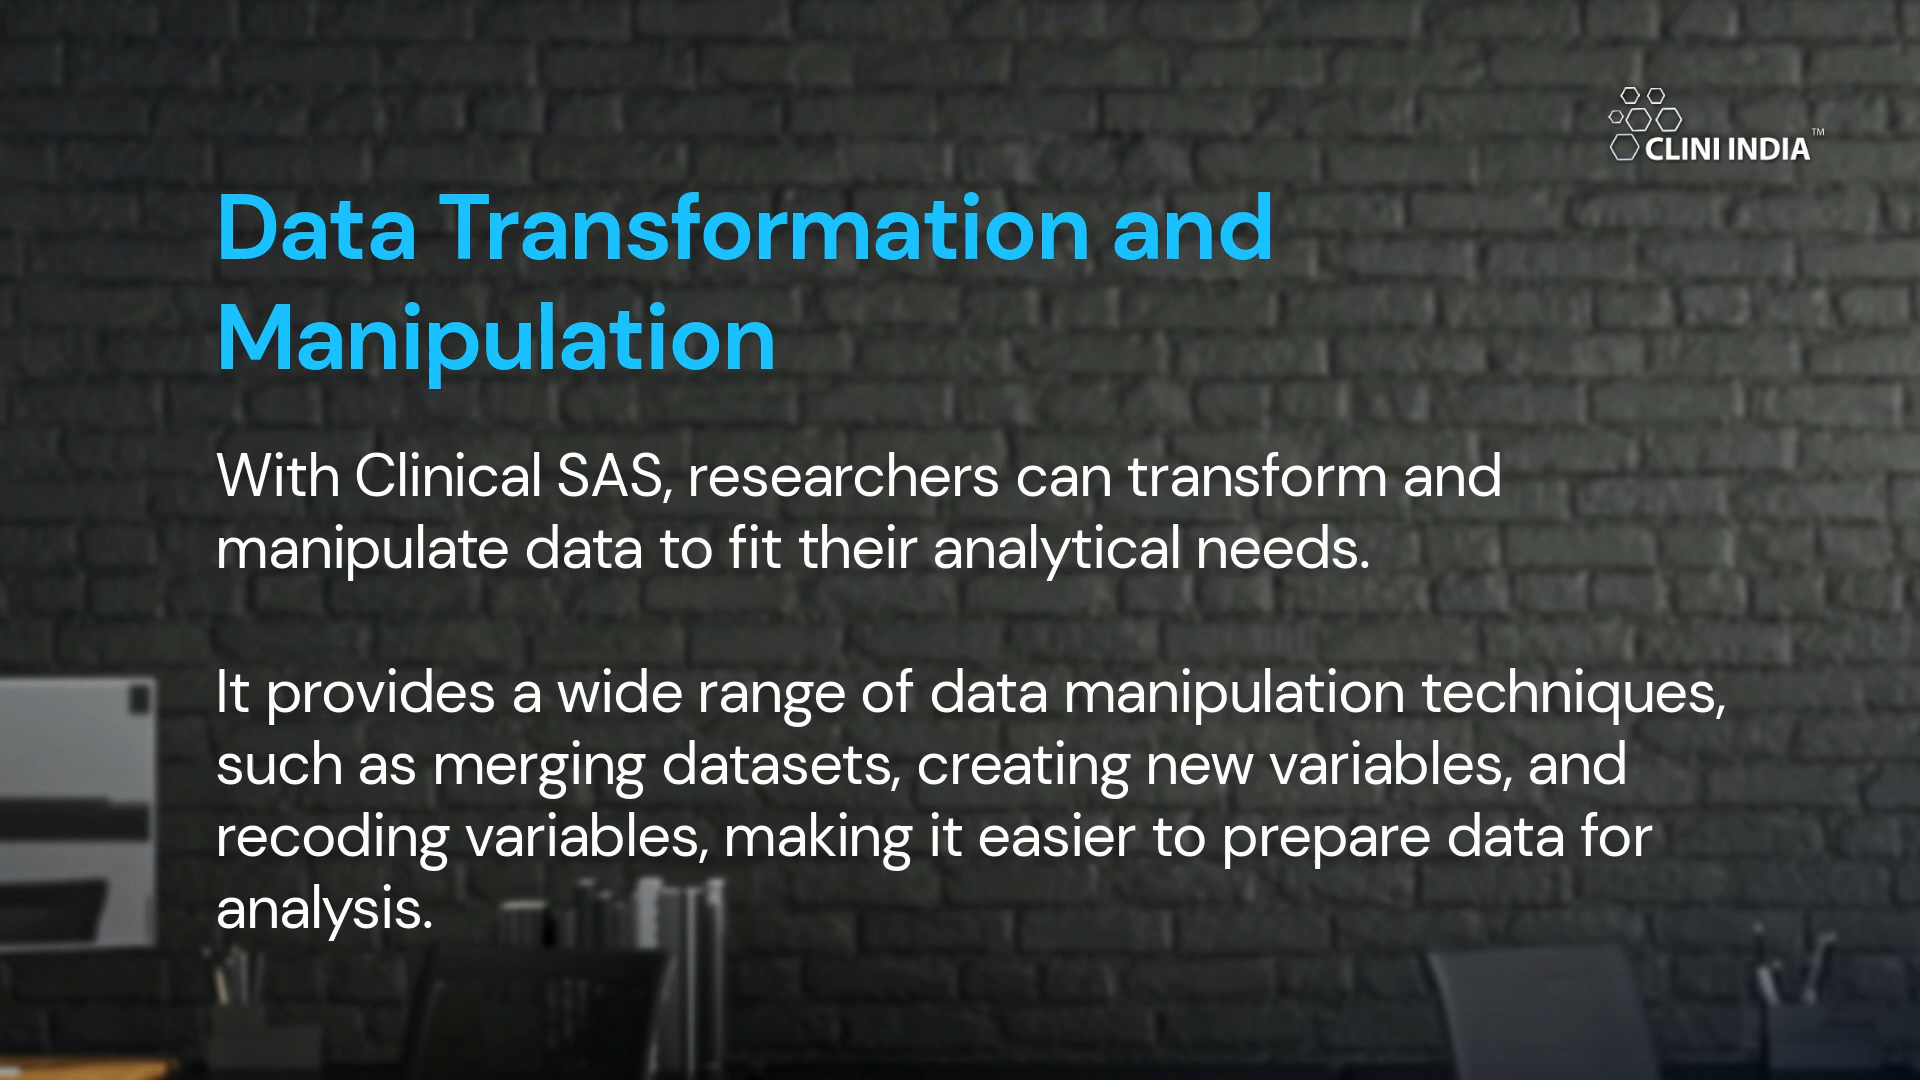 CLINI INDIA™
Data Transformation and
Manipulation
With Clinical SAS, researchers can transform and
manipulate data to fit their analytical needs.
It provides a wide range of data manipulation techniques,
such as merging datasets, creating new variables, and
recoding variables, making it easier to prepare data for
analysis.